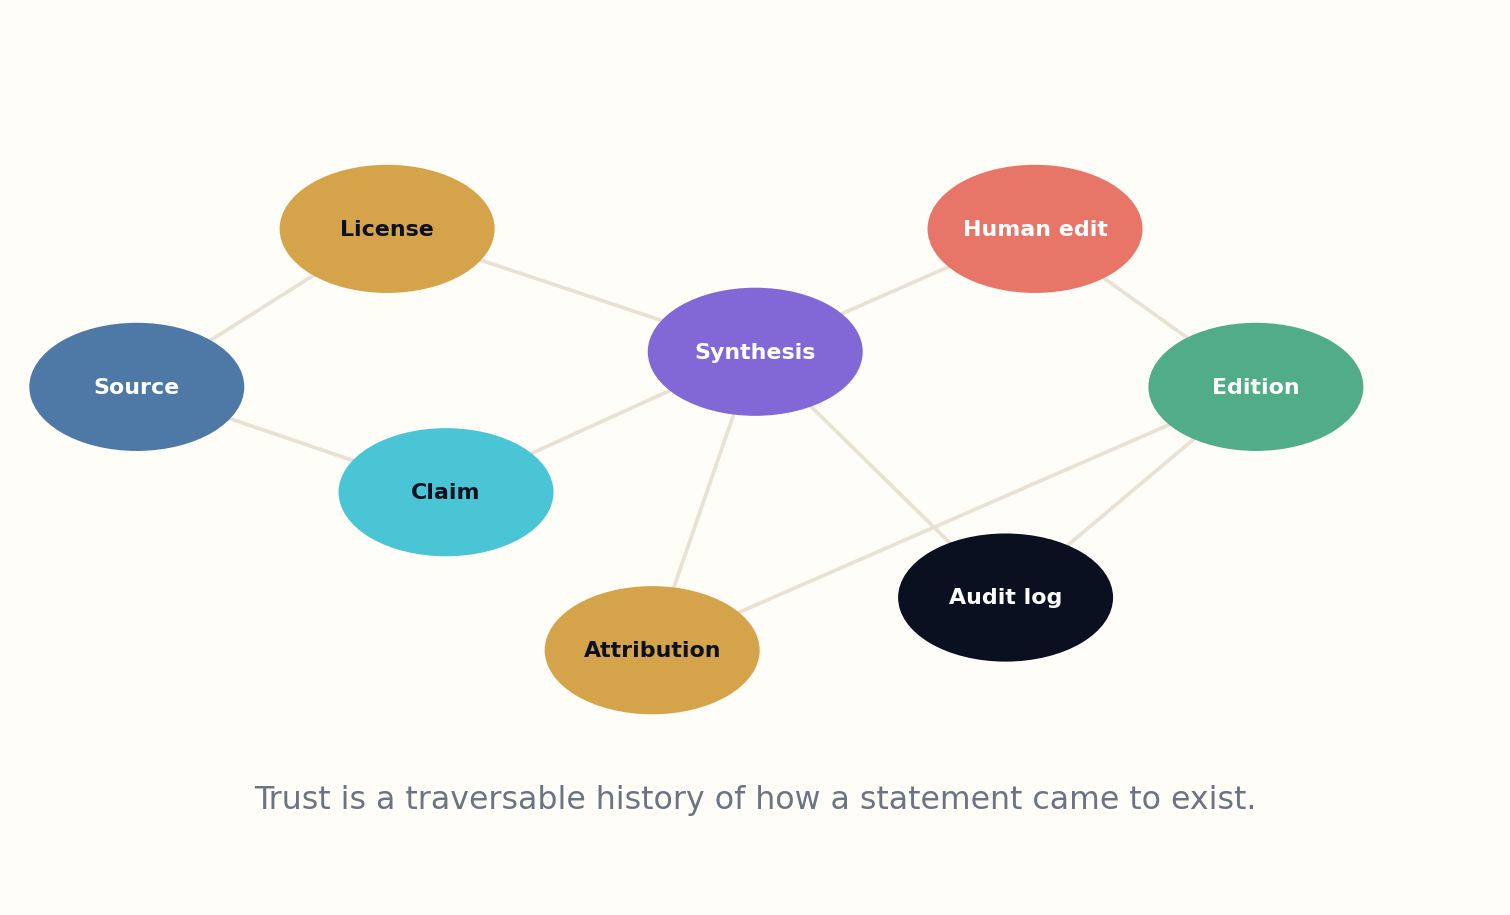 License
Human edit
Synthesis
Source
Edition
Claim
Audit log
Attribution
Trust is a traversable history of how a statement came to exist.